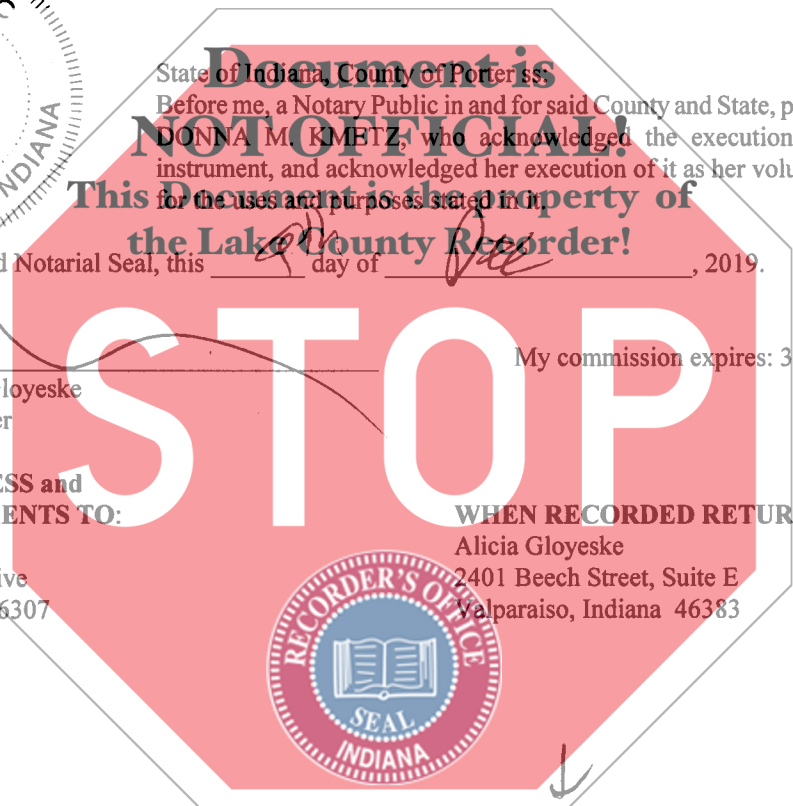 Document is
State of Indiana, County of Porter ss:
Before me, a Notary Public in and for said County and State, p
NOT OFFICIAL!
DONNA M. KMETZ, who acknowledged the execution
instrument, and acknowledged her execution of it as her volu
This Document is the property of
for the uses and purposes stated in it.
the Lake County Recorder!
d Notarial Seal, this 9th day of Dec, 2019.
NDIANA
STOP
My commission expires: 3
Gloyeske
er
ESS and
ENTS TO:
WHEN RECORDED RETUR
Alicia Gloyeske
ive
2401 Beech Street, Suite E
6307
Valparaiso, Indiana 46383
RECORDER'S OFFICE
SEAL
INDIANA